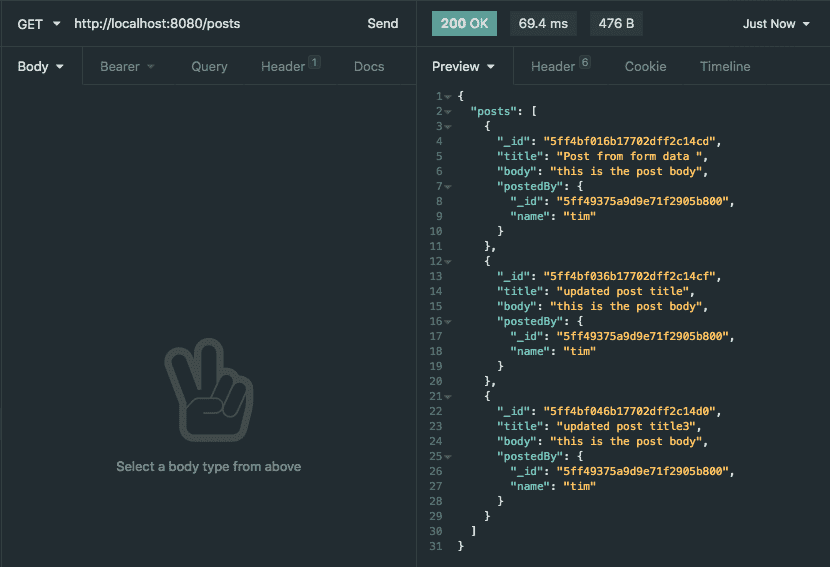 GET http://localhost:8080/posts Send 200 OK 69.4 ms 476 B Just Now
Body Bearer Query Header 1 Docs Preview Header 6 Cookie Timeline
Select a body type from above
1 {
2 "posts": [
3 {
4 "_id": "5ff4bf016b17702dff2c14cd",
5 "title": "Post from form data ",
6 "body": "this is the post body",
7 "postedBy": {
8 "_id": "5ff49375a9d9e71f2905b800",
9 "name": "tim"
10 }
11 },
12 {
13 "_id": "5ff4bf036b17702dff2c14cf",
14 "title": "updated post title",
15 "body": "this is the post body",
16 "postedBy": {
17 "_id": "5ff49375a9d9e71f2905b800",
18 "name": "tim"
19 }
20 },
21 {
22 "_id": "5ff4bf046b17702dff2c14d0",
23 "title": "updated post title3",
24 "body": "this is the post body",
25 "postedBy": {
26 "_id": "5ff49375a9d9e71f2905b800",
27 "name": "tim"
28 }
29 }
30 ]
31 }